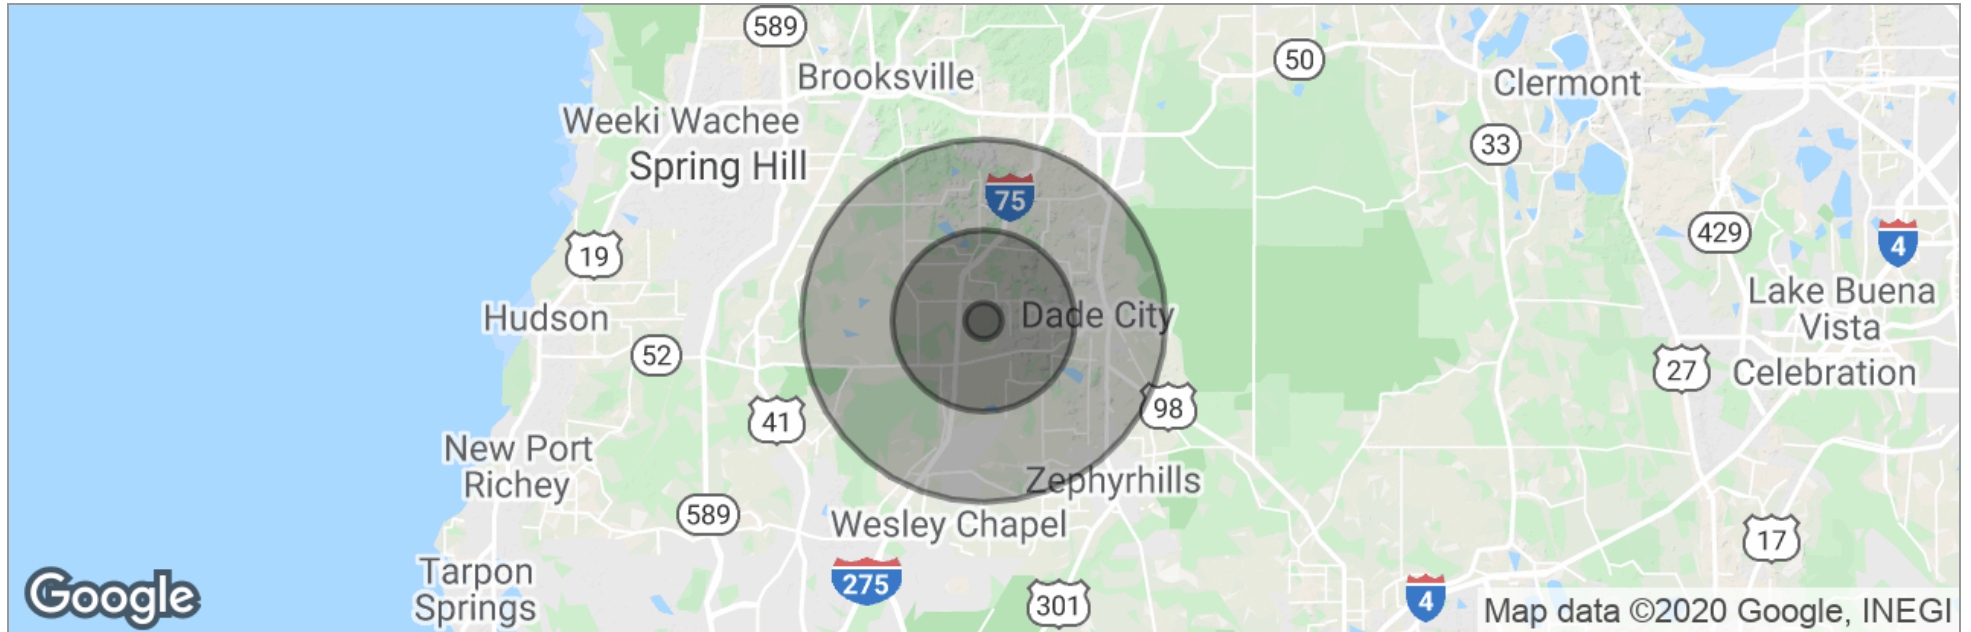 589
Brooksville
50
Clermont
Weeki Wachee
Spring Hill
33
75
19
429
4
Hudson
Dade City
Lake Buena
Vista
52
27
Celebration
41
98
New Port
Richey
Zephyrhills
589
Wesley Chapel
17
Tarpon
Springs
275
301
4
Google
Map data ©2020 Google, INEGI